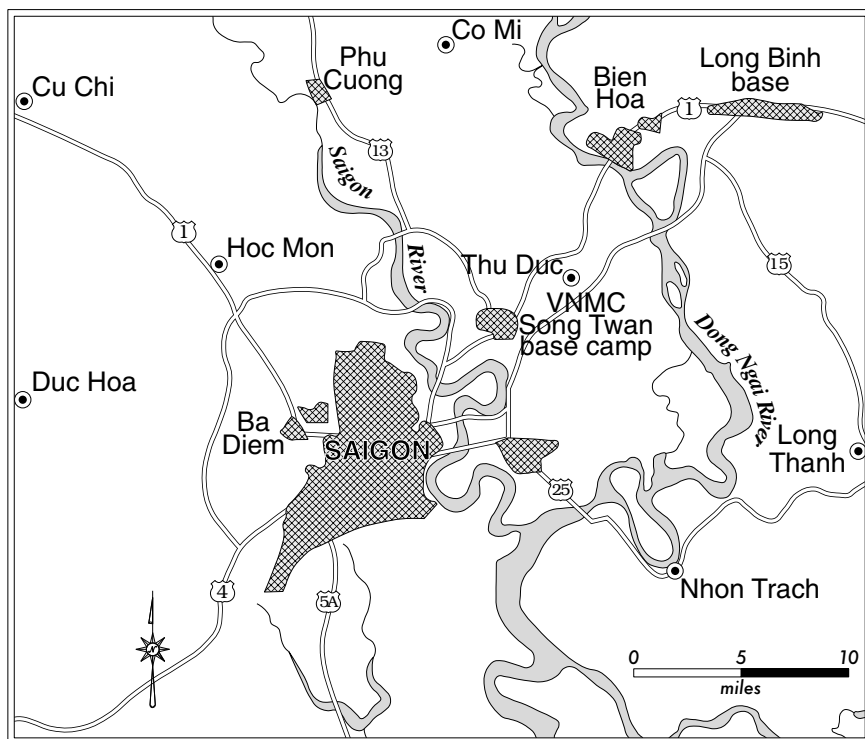 Co Mi
Phu
Cuong
Long Binh
base
Bien
Hoa
Cu Chi
1
13
Saigon
River
1
Hoc Mon
Thu Duc
15
VNMC
Song Twan
base camp
Dong Ngai River
Duc Hoa
Ba
Diem
SAIGON
Long
Thanh
25
4
5A
Nhon Trach
N
0
5
10
miles